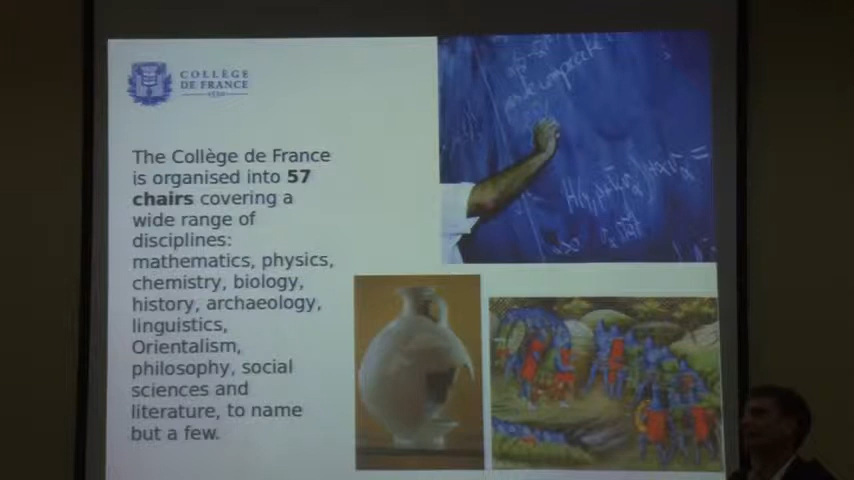 COLLÈGE
DE FRANCE
1530
The Collège de France
is organised into 57
chairs covering a
wide range of
disciplines:
mathematics, physics,
chemistry, biology,
history, archaeology,
linguistics,
Orientalism,
philosophy, social
sciences and
literature, to name
but a few.